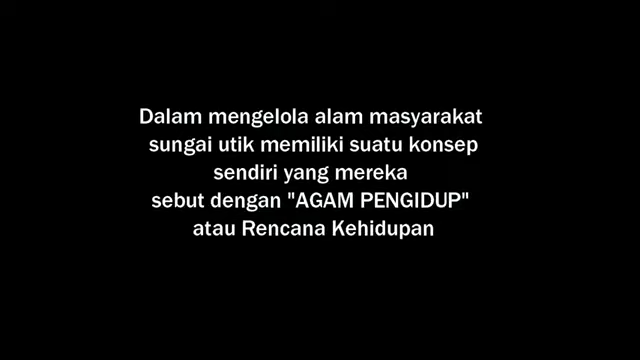 Dalam mengelola alam masyarakat
sungai utik memiliki suatu konsep
sendiri yang mereka
sebut dengan "AGAM PENGIDUP"
atau Rencana Kehidupan